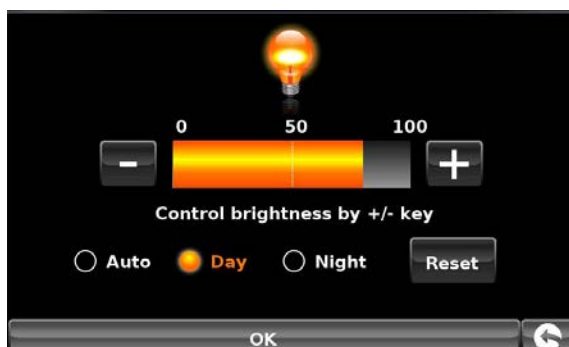 0 50 100
- +
Control brightness by +/- key
Auto Day Night Reset
OK